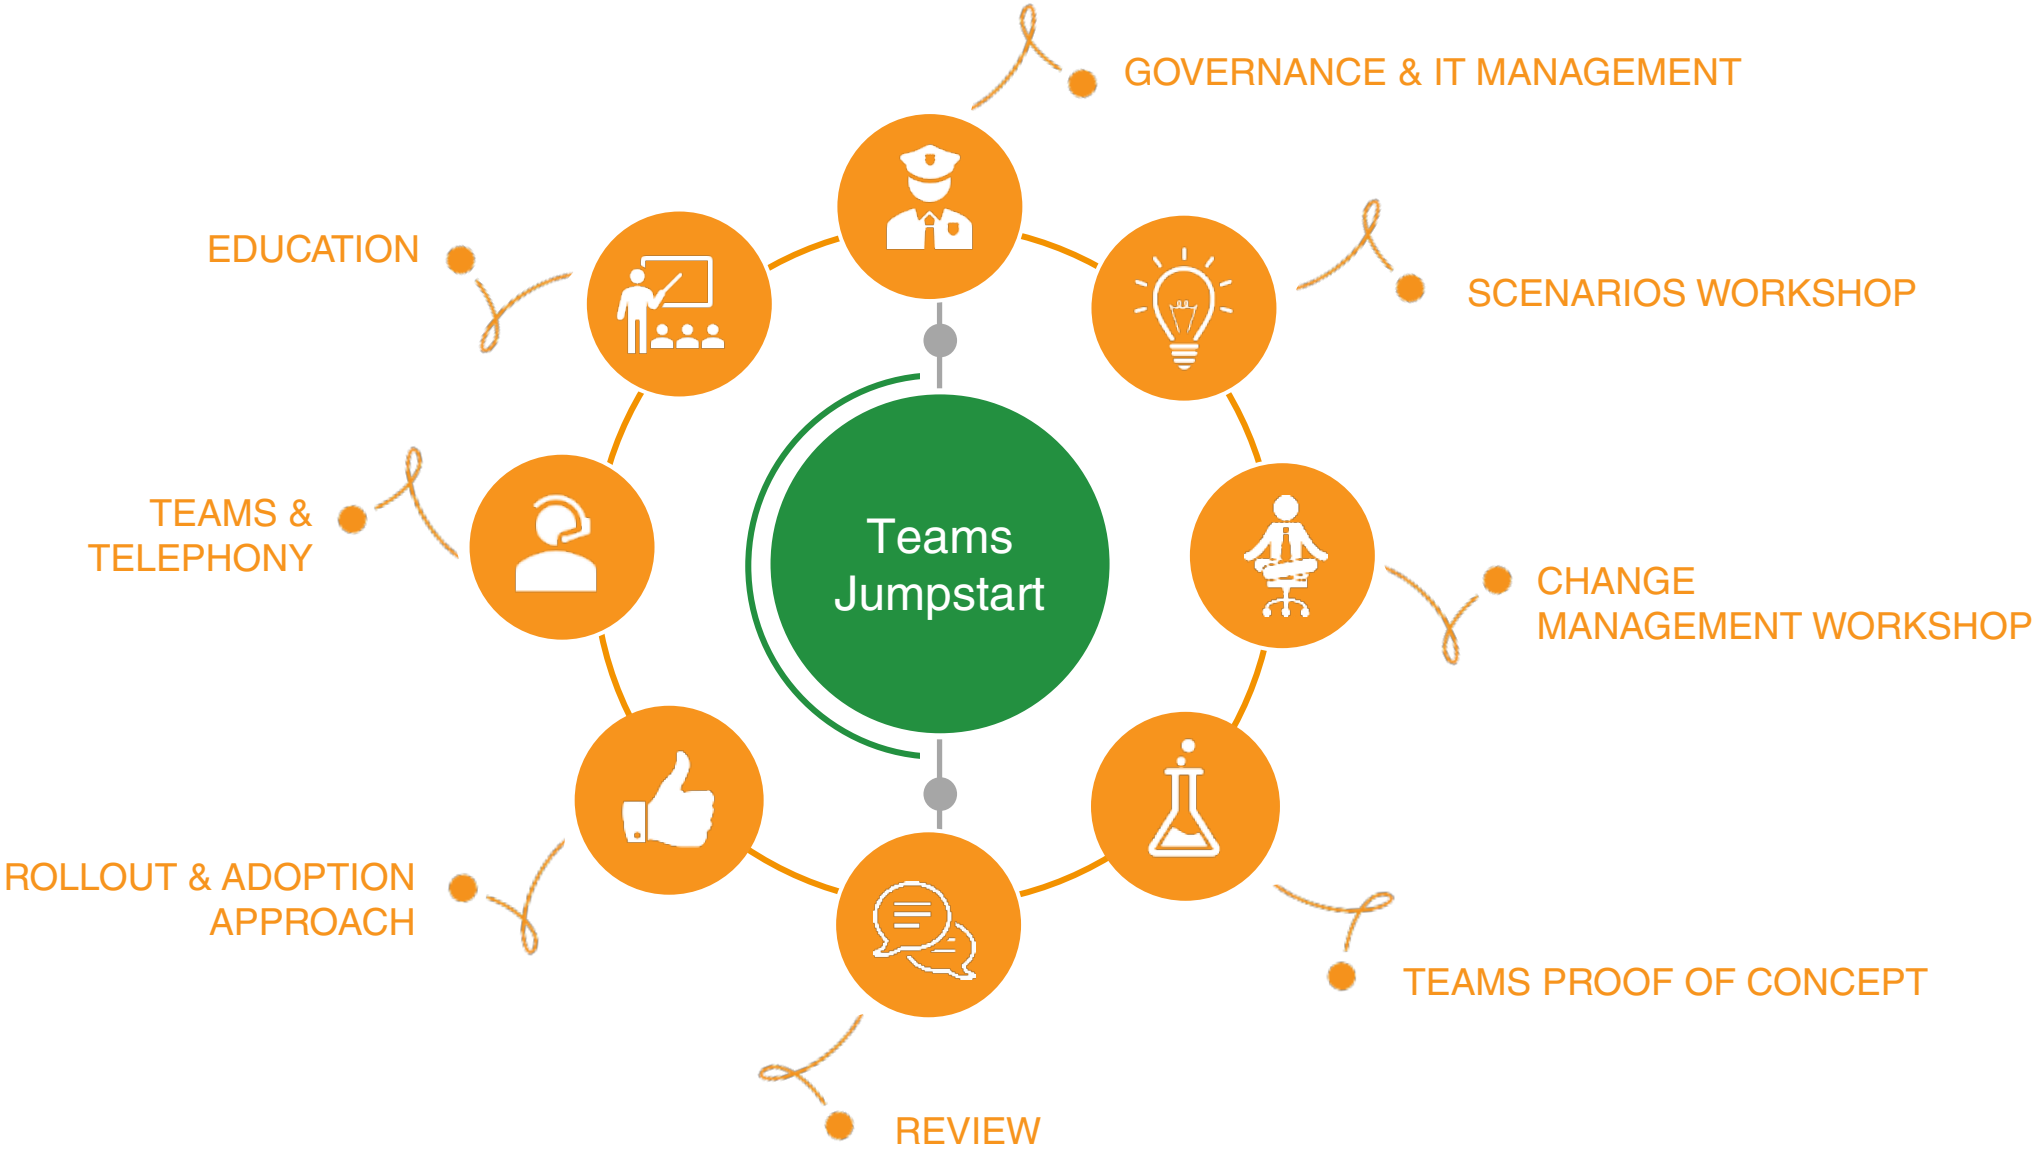 GOVERNANCE & IT MANAGEMENT
SCENARIOS WORKSHOP
CHANGE
MANAGEMENT WORKSHOP
TEAMS PROOF OF CONCEPT
REVIEW
ROLLOUT & ADOPTION
APPROACH
TEAMS &
TELEPHONY
EDUCATION
Teams
Jumpstart